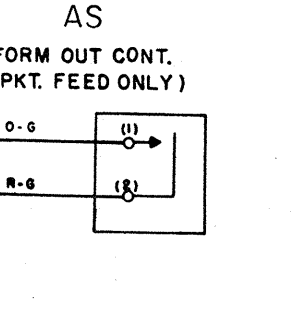 AS
FORM OUT CONT.
PKT. FEED ONLY)
O-G
(1)
R-G
(2)